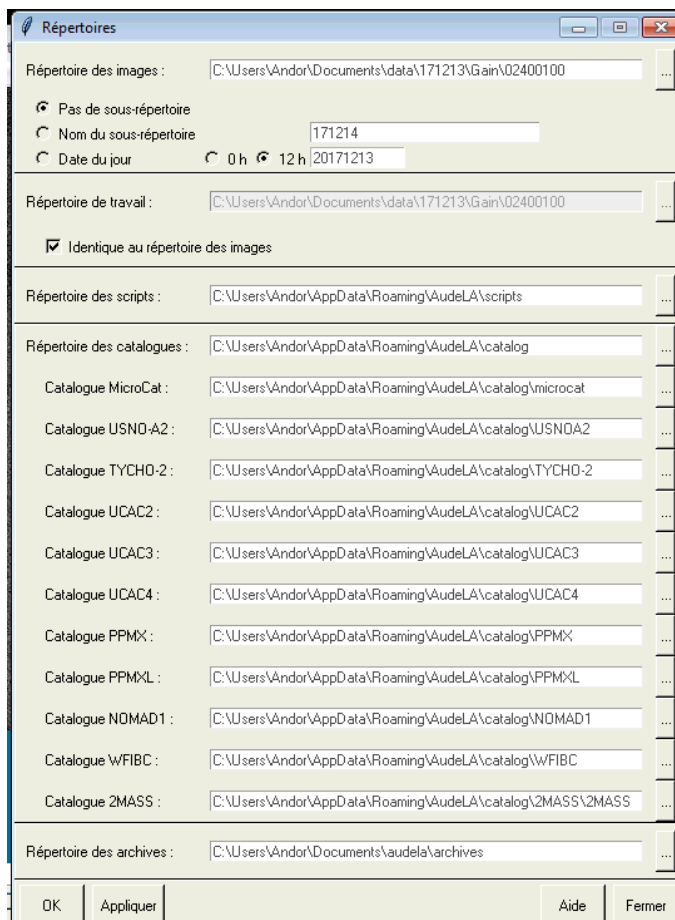 Répertoires
Répertoire des images : C:\Users\Andor\Documents\data\171213\Gain\02400100 ...
Pas de sous-répertoire
Nom du sous-répertoire 171214
Date du jour 0 h 12 h 20171213
Répertoire de travail : C:\Users\Andor\Documents\data\171213\Gain\02400100 ...
Identique au répertoire des images
Répertoire des scripts : C:\Users\Andor\AppData\Roaming\AudeLA\scripts ...
Répertoire des catalogues : C:\Users\Andor\AppData\Roaming\AudeLA\catalog ...
Catalogue MicroCat : C:\Users\Andor\AppData\Roaming\AudeLA\catalog\microcat ...
Catalogue USNO-A2 : C:\Users\Andor\AppData\Roaming\AudeLA\catalog\USNOA2 ...
Catalogue TYCHO-2 : C:\Users\Andor\AppData\Roaming\AudeLA\catalog\TYCHO-2 ...
Catalogue UCAC2 : C:\Users\Andor\AppData\Roaming\AudeLA\catalog\UCAC2 ...
Catalogue UCAC3 : C:\Users\Andor\AppData\Roaming\AudeLA\catalog\UCAC3 ...
Catalogue UCAC4 : C:\Users\Andor\AppData\Roaming\AudeLA\catalog\UCAC4 ...
Catalogue PPMX : C:\Users\Andor\AppData\Roaming\AudeLA\catalog\PPMX ...
Catalogue PPMXL : C:\Users\Andor\AppData\Roaming\AudeLA\catalog\PPMXL ...
Catalogue NOMAD1 : C:\Users\Andor\AppData\Roaming\AudeLA\catalog\NOMAD1 ...
Catalogue WFIBC : C:\Users\Andor\AppData\Roaming\AudeLA\catalog\WFIBC ...
Catalogue 2MASS : C:\Users\Andor\AppData\Roaming\AudeLA\catalog\2MASS\2MASS ...
Répertoire des archives : C:\Users\Andor\Documents\audela\archives ...
OK Appliquer Aide Fermer